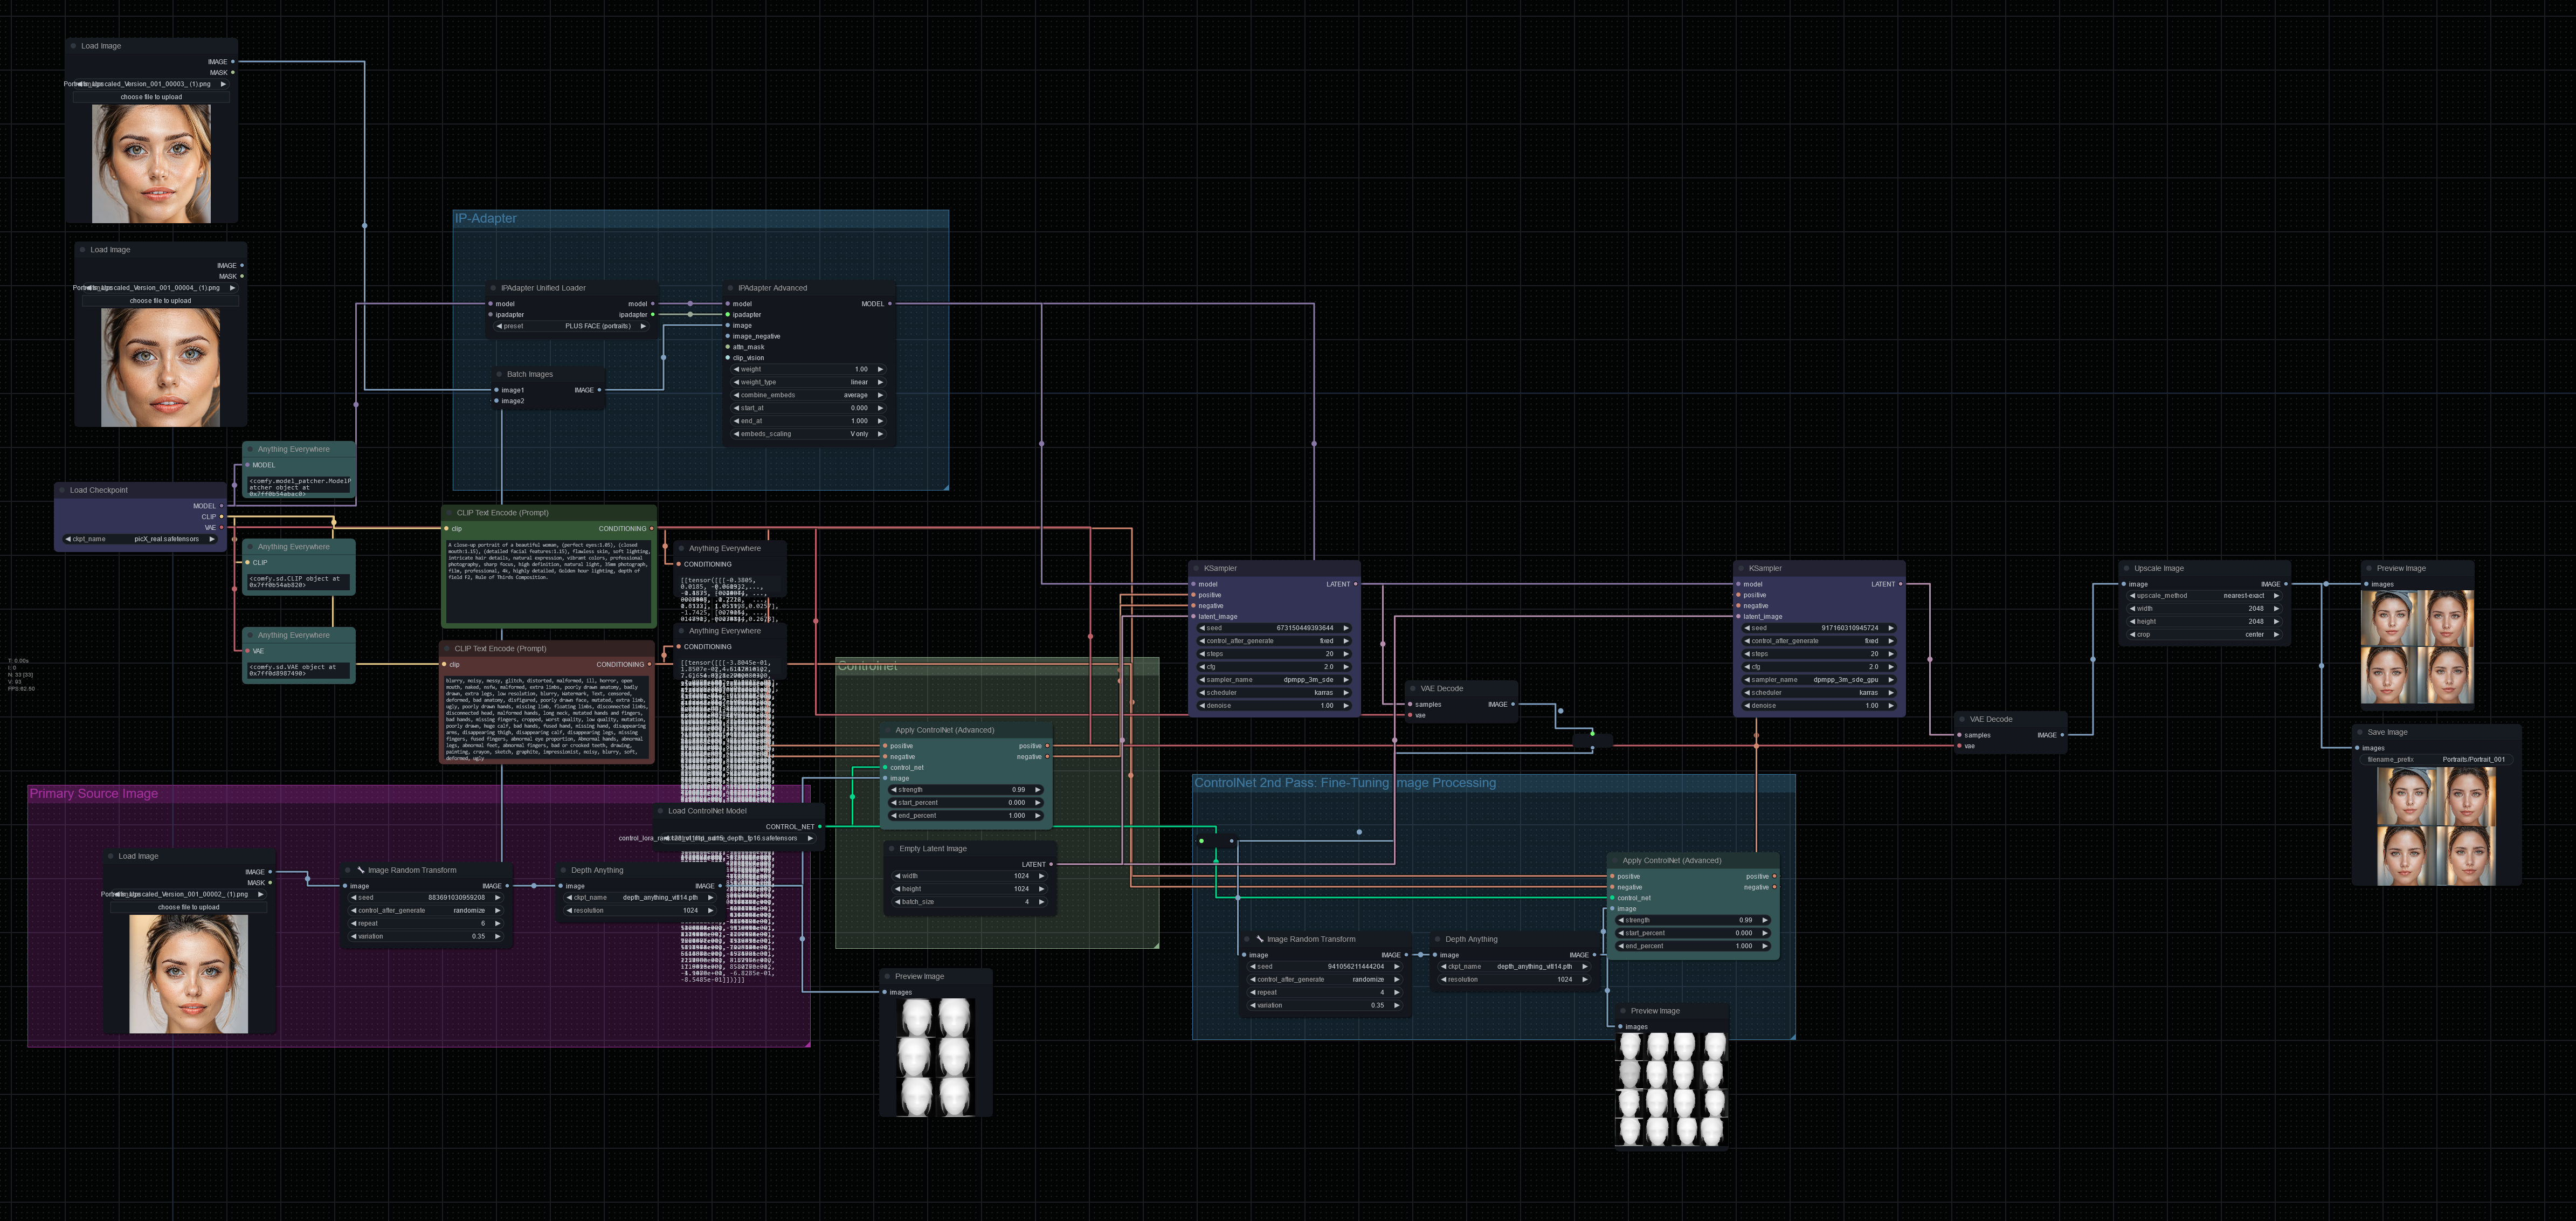 Load Image
IMAGE
MASK
choose file to upload
Load Image
IMAGE
MASK
choose file to upload
IP-Adapter
IPAdapter Unified Loader
model
model
ipadapter
ipadapter
preset
PLUS FACE (portraits)
IPAdapter Advanced
model
MODEL
ipadapter
image
image_negative
attn_mask
clip_vision
weight
1.00
weight_type
linear
combine_embeds
average
start_at
0.000
end_at
1.000
embeds_scaling
V only
Batch Images
image1
IMAGE
image2
Anything Everywhere
MODEL
<comfy.model_patcher.ModelP
atcher object at
Load Checkpoint
MODEL
CLIP
VAE
ckpt_name
picX_real.safetensors
Anything Everywhere
CLIP
<comfy.sd.CLIP object at
0x7ff0b54ab820>
Anything Everywhere
VAE
<comfy.sd.VAE object at
0x7ff0d8987490>
T: 0.00s
I: 0
N: 33 [33]
V: 93
FPS:82.50
CLIP Text Encode (Prompt)
clip
CONDITIONING
A close-up portrait of a beautiful woman, (perfect eyes:1.05), (closed
mouth:1.15), (detailed facial features:1.15), flawless skin, soft lighting,
intricate hair details, natural expression, vibrant colors, professional
photography, sharp focus, high definition, natural light, 35mm photograph,
film, professional, 4k, highly detailed, Golden hour lighting, depth of
field F2, Rule of Thirds Composition.
CLIP Text Encode (Prompt)
clip
CONDITIONING
blurry, noisy, messy, glitch, distorted, malformed, ill, horror, open
mouth, naked, nsfw, malformed, extra limbs, poorly drawn anatomy, badly
drawn, extra legs, low resolution, blurry, Watermark, Text, censored,
deformed, bad anatomy, disfigured, poorly drawn face, mutated, extra limb,
ugly, poorly drawn hands, missing limb, floating limbs, disconnected limbs,
disconnected head, malformed hands, long neck, mutated hands and fingers,
bad hands, missing fingers, cropped, worst quality, low quality, mutation,
poorly drawn, huge calf, bad hands, fused hand, missing hand, disappearing
arms, disappearing thigh, disappearing calf, disappearing legs, missing
fingers, fused fingers, abnormal eye proportion, Abnormal hands, abnormal
legs, abnormal feet, abnormal fingers, bad or crooked teeth, drawing,
painting, crayon, sketch, graphite, impressionist, noisy, blurry, soft,
deformed, ugly
Anything Everywhere
CONDITIONING
Anything Everywhere
CONDITIONING
Primary Source Image
Load Image
IMAGE
MASK
choose file to upload
Image Random Transform
image
IMAGE
seed
883691030959208
control_after_generate
randomize
repeat
6
variation
0.35
Depth Anything
image
IMAGE
ckpt_name
depth_anything_vitl14.pth
resolution
1024
Load ControlNet Model
CONTROL_NET
Controlnet
Apply ControlNet (Advanced)
positive
positive
negative
negative
control_net
image
strength
0.99
start_percent
0.000
end_percent
1.000
Empty Latent Image
LATENT
width
1024
height
1024
batch_size
4
Preview Image
images
KSampler
model
LATENT
positive
negative
latent_image
seed
673150449393644
control_after_generate
fixed
steps
20
cfg
2.0
sampler_name
dpmpp_3m_sde
scheduler
karras
denoise
1.00
VAE Decode
samples
IMAGE
vae
KSampler
model
LATENT
positive
negative
latent_image
seed
917160310945724
control_after_generate
fixed
steps
20
cfg
2.0
sampler_name
dpmpp_3m_sde_gpu
scheduler
karras
denoise
1.00
VAE Decode
samples
IMAGE
vae
ControlNet 2nd Pass: Fine-Tuning Image Processing
Image Random Transform
image
IMAGE
seed
941056211444204
control_after_generate
randomize
repeat
4
variation
0.35
Depth Anything
image
IMAGE
ckpt_name
depth_anything_vitl14.pth
resolution
1024
Apply ControlNet (Advanced)
positive
positive
negative
negative
control_net
image
strength
0.99
start_percent
0.000
end_percent
1.000
Preview Image
images
Upscale Image
image
IMAGE
upscale_method
nearest-exact
width
2048
height
2048
crop
center
Preview Image
images
Save Image
images
filename_prefix
Portraits/Portrait_001